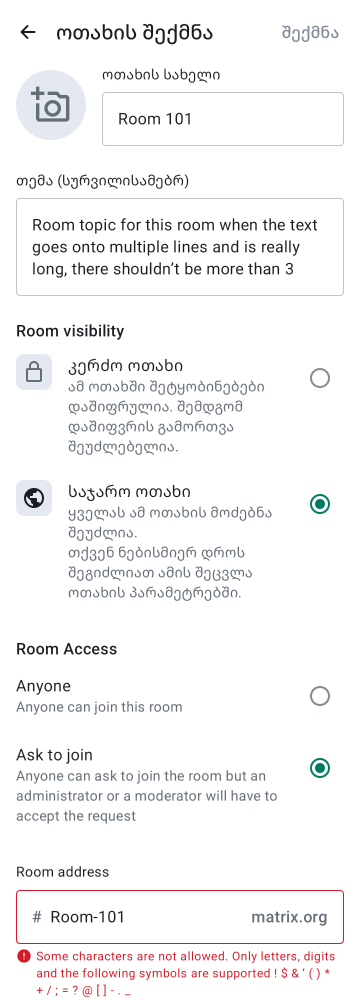 ოთახის შექმნა
შექმნა
ოთახის სახელი
Room 101
თემა (სურვილისამებრ)
Room topic for this room when the text
goes onto multiple lines and is really
long, there shouldn’t be more than 3
Room visibility
კერძო ოთახი
ამ ოთახში შეტყობინებები
დაშიფრულია. შემდგომ
დაშიფვრის გამორთვა
შეუძლებელია.
საჯარო ოთახი
ყველას ამ ოთახის მოძებნა
შეუძლია.
თქვენ ნებისმიერ დროს
შეგიძლიათ ამის შეცვლა
ოთახის პარამეტრებში.
Room Access
Anyone
Anyone can join this room
Ask to join
Anyone can ask to join the room but an
administrator or a moderator will have to
accept the request
Room address
# Room-101 matrix.org
Some characters are not allowed. Only letters, digits
and the following symbols are supported ! $ & ‘ ( ) *
+ / ; = ? @ [ ] - . _